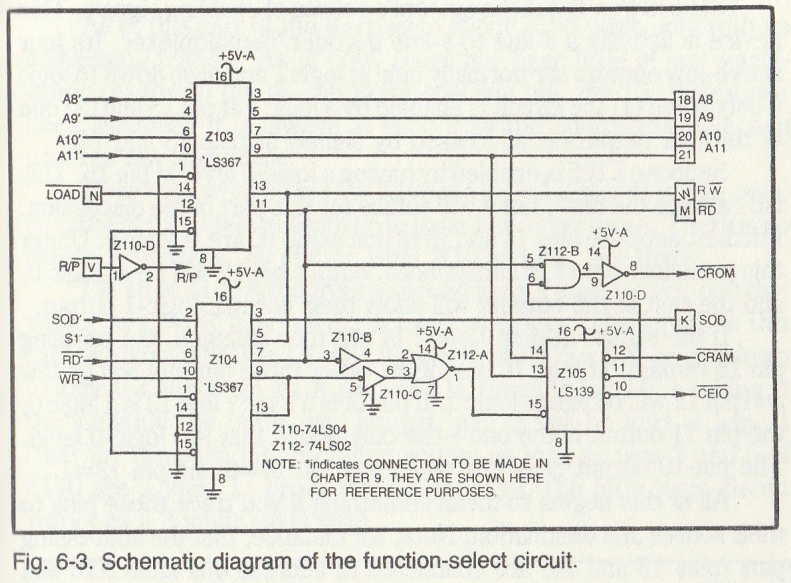 +5V-A
16
A8' 2 3 18 A8
A9' 4 5 19 A9
A10' 6 7 20 A10
A11' 10 9 21 A11
Z103
'LS367
1
LOAD N 14 13 N R W
12 11 M RD
15
8
+5V-A
Z110-D
R/P V 1 2 R/P
16
+5V-A
Z112-B 14
5 4 9 8 CROM
6 Z110-D
SOD' 2 3 K SOD
S1' 4 5
RD' 6 7
WR' 10 9
Z104
'LS367
1
14 13
12
15
8
Z110-B
3 4
5 6
Z110-C
7
+5V-A
14
2
3
Z112-A
1
7
16 +5V-A
14 12 CRAM
13 11
15 10 CEIO
Z105
'LS139
8
Z110-74LS04
Z112- 74LS02
NOTE: *indicates CONNECTION TO BE MADE IN
CHAPTER 9. THEY ARE SHOWN HERE
FOR REFERENCE PURPOSES.
Fig. 6-3. Schematic diagram of the function-select circuit.